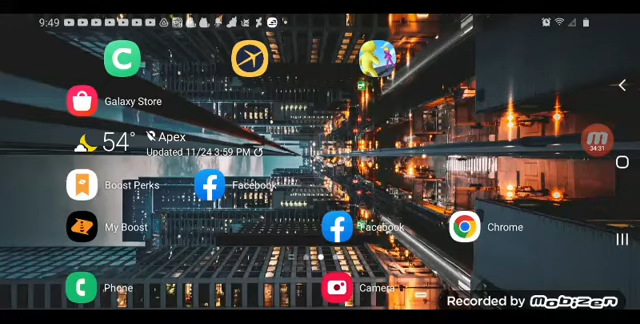 9:49
C
Galaxy Store
54° Apex
Updated 11/24 3:59 PM
34:31
Boost Perks
Facebook
My Boost
Facebook
Chrome
Phone
Camera
Recorded by Mobizen